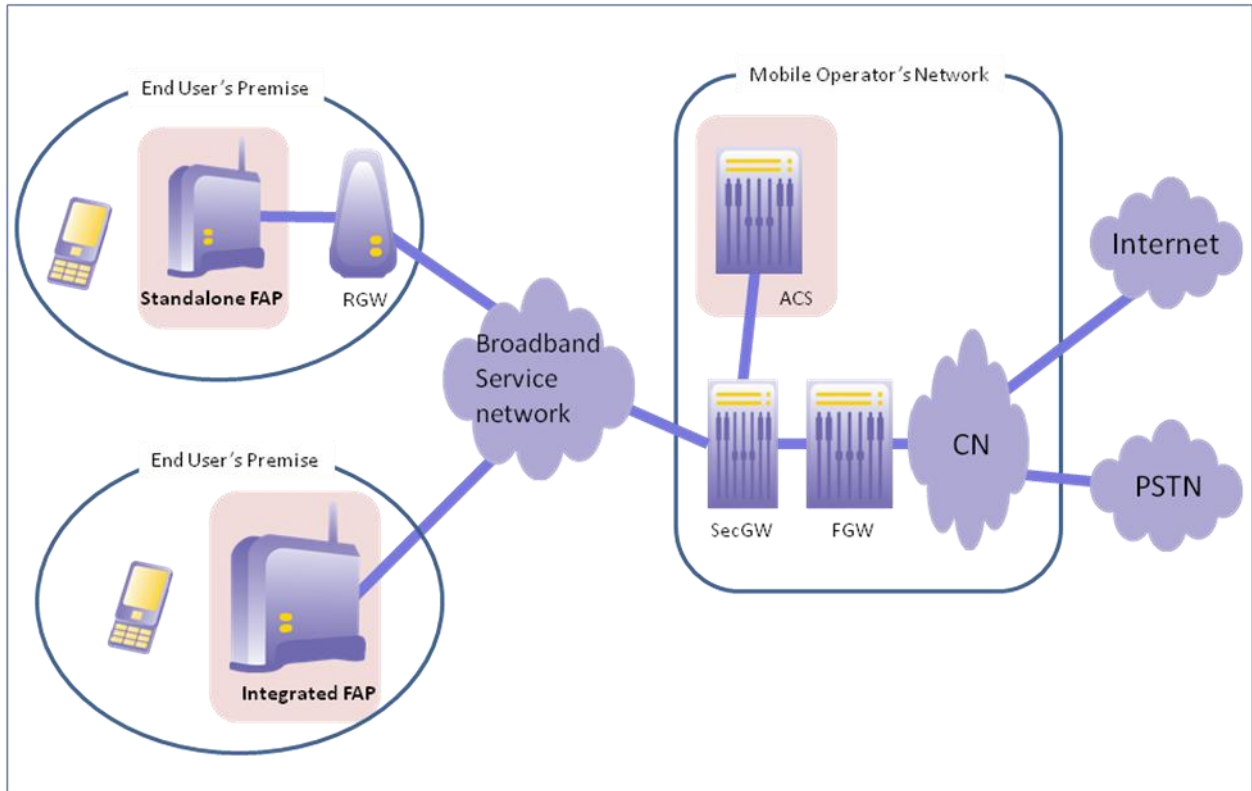 End User's Premise
Standalone FAP
RGW
End User's Premise
Integrated FAP
Broadband
Service
network
Mobile Operator's Network
ACS
SecGW
FGW
CN
Internet
PSTN